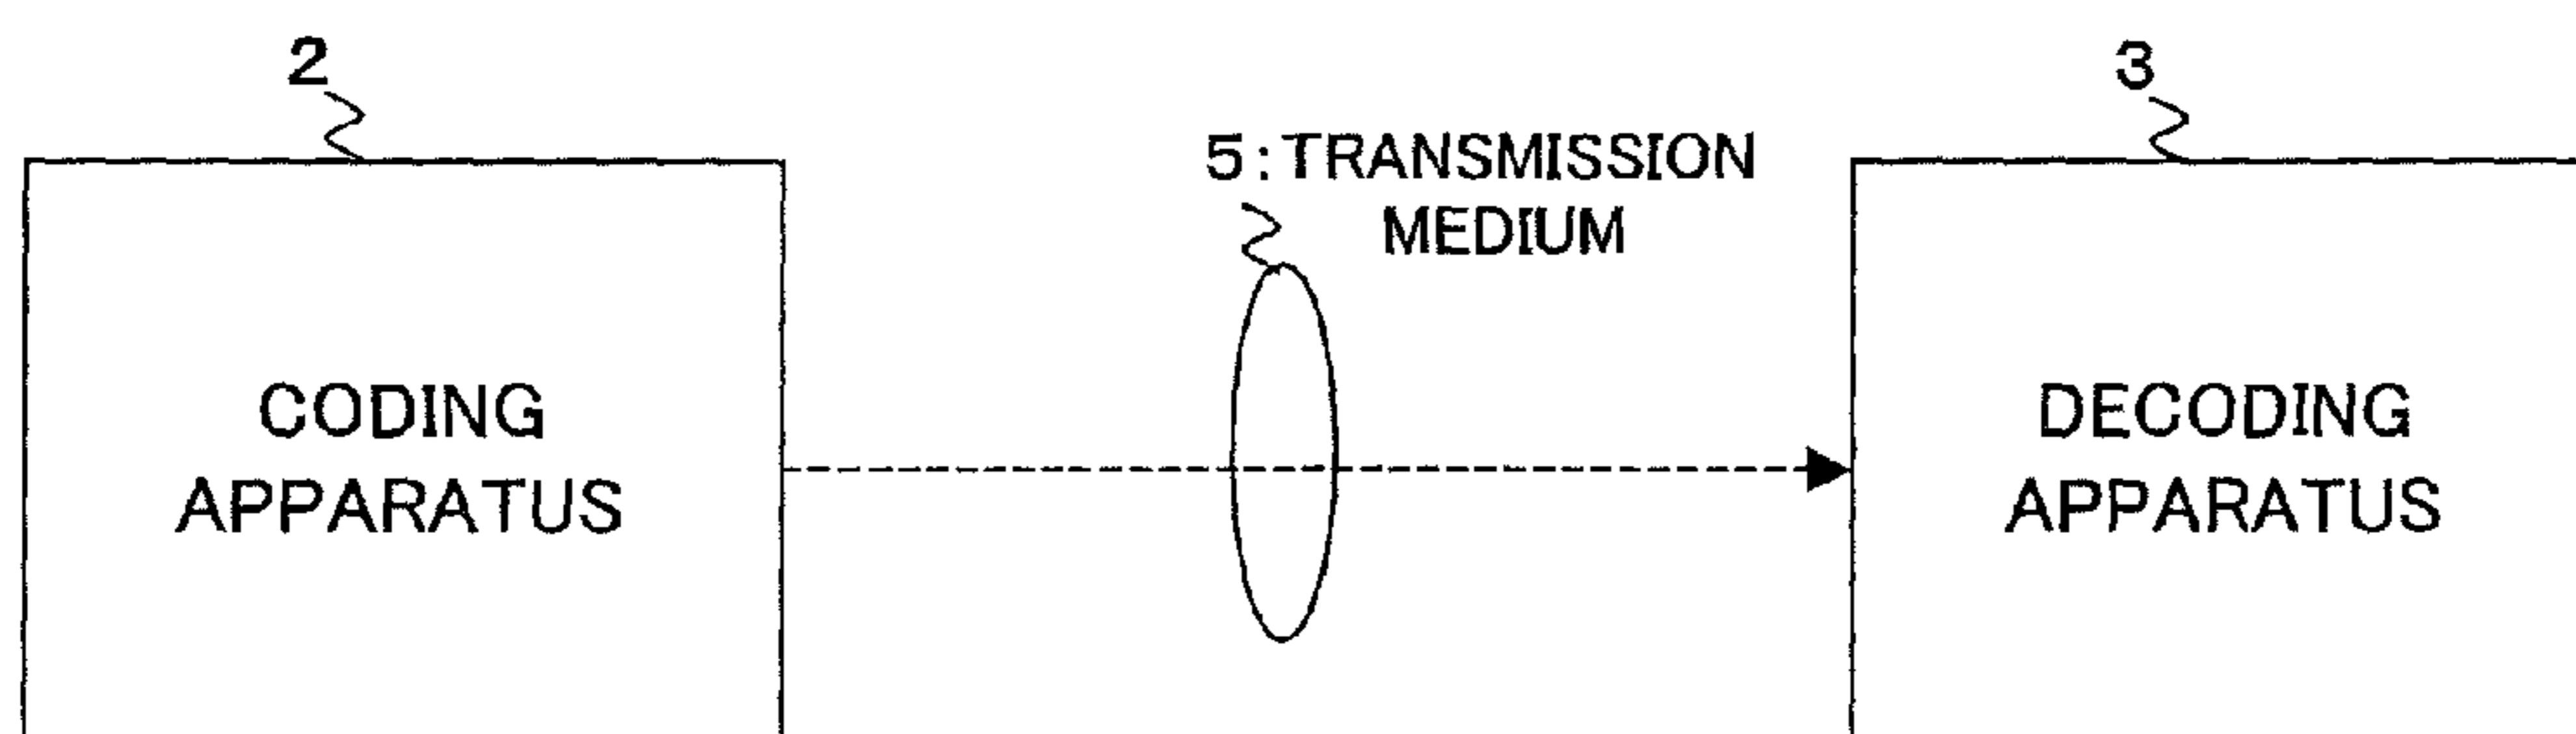 2
3
5:TRANSMISSION
MEDIUM
CODING
APPARATUS
DECODING
APPARATUS